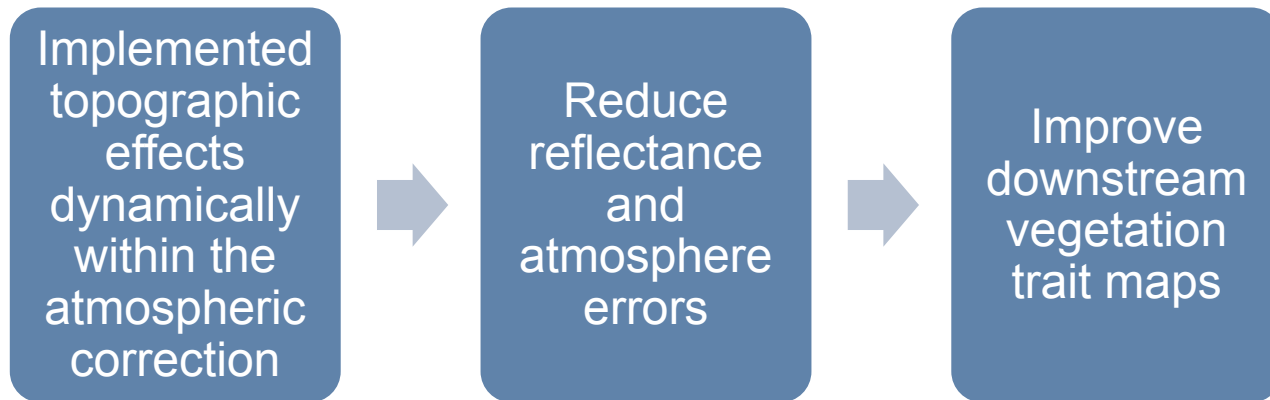 Implemented
topographic
effects
dynamically
within the
atmospheric
correction
Reduce
reflectance
and
atmosphere
errors
Improve
downstream
vegetation
trait maps